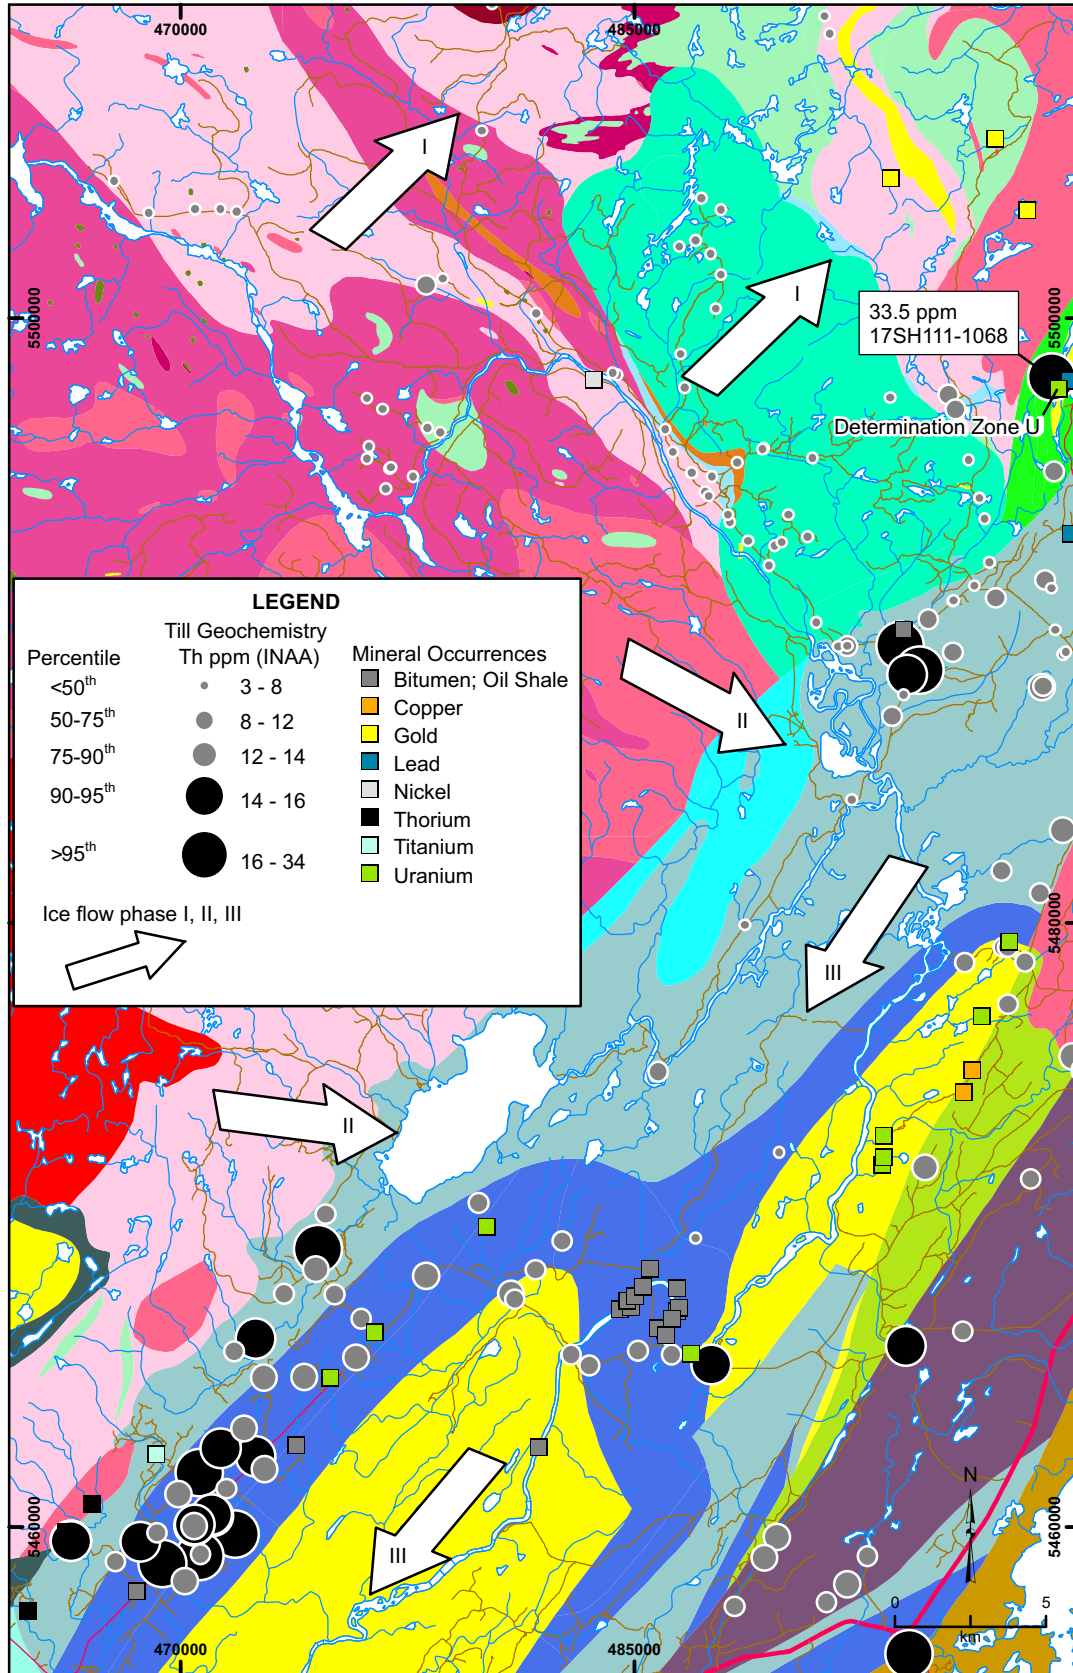 470000
485000
I
I
5500000
5500000
33.5 ppm
17SH111-1068
Determination Zone U
LEGEND
Till Geochemistry
Percentile
Th ppm (INAA)
<50th
3 - 8
50-75th
8 - 12
75-90th
12 - 14
90-95th
14 - 16
>95th
16 - 34
Mineral Occurrences
Bitumen; Oil Shale
Copper
Gold
Lead
Nickel
Thorium
Titanium
Uranium
Ice flow phase I, II, III
II
III
5480000
II
III
N
5460000
5460000
0
5
km
470000
485000